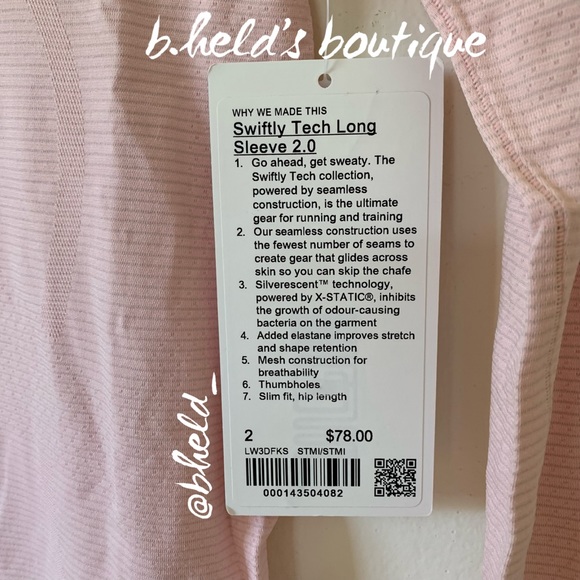 b.held's boutique
WHY WE MADE THIS
Swiftly Tech Long
Sleeve 2.0
1. Go ahead, get sweaty. The
Swiftly Tech collection,
powered by seamless
construction, is the ultimate
gear for running and training
2. Our seamless construction uses
the fewest number of seams to
create gear that glides across
skin so you can skip the chafe
3. Silverescent™ technology,
powered by X-STATIC®, inhibits
the growth of odour-causing
bacteria on the garment
4. Added elastane improves stretch
and shape retention
5. Mesh construction for
breathability
6. Thumbholes
7. Slim fit, hip length
2 $78.00
LW3DFKS STMI/STMI
000143504082
@bheld_